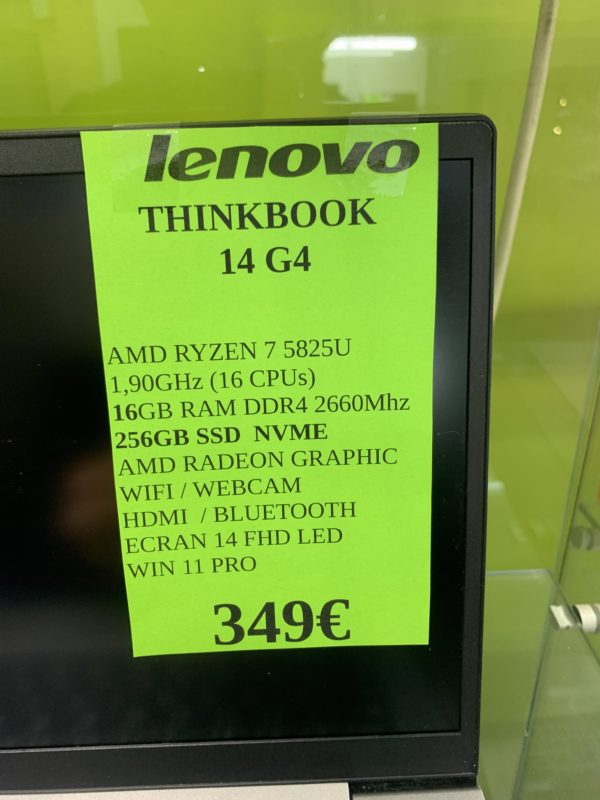 lenovo
THINKBOOK
14 G4
AMD RYZEN 7 5825U
1,90GHz (16 CPUs)
16GB RAM DDR4 2660Mhz
256GB SSD NVME
AMD RADEON GRAPHIC
WIFI / WEBCAM
HDMI / BLUETOOTH
ECRAN 14 FHD LED
WIN 11 PRO
349€